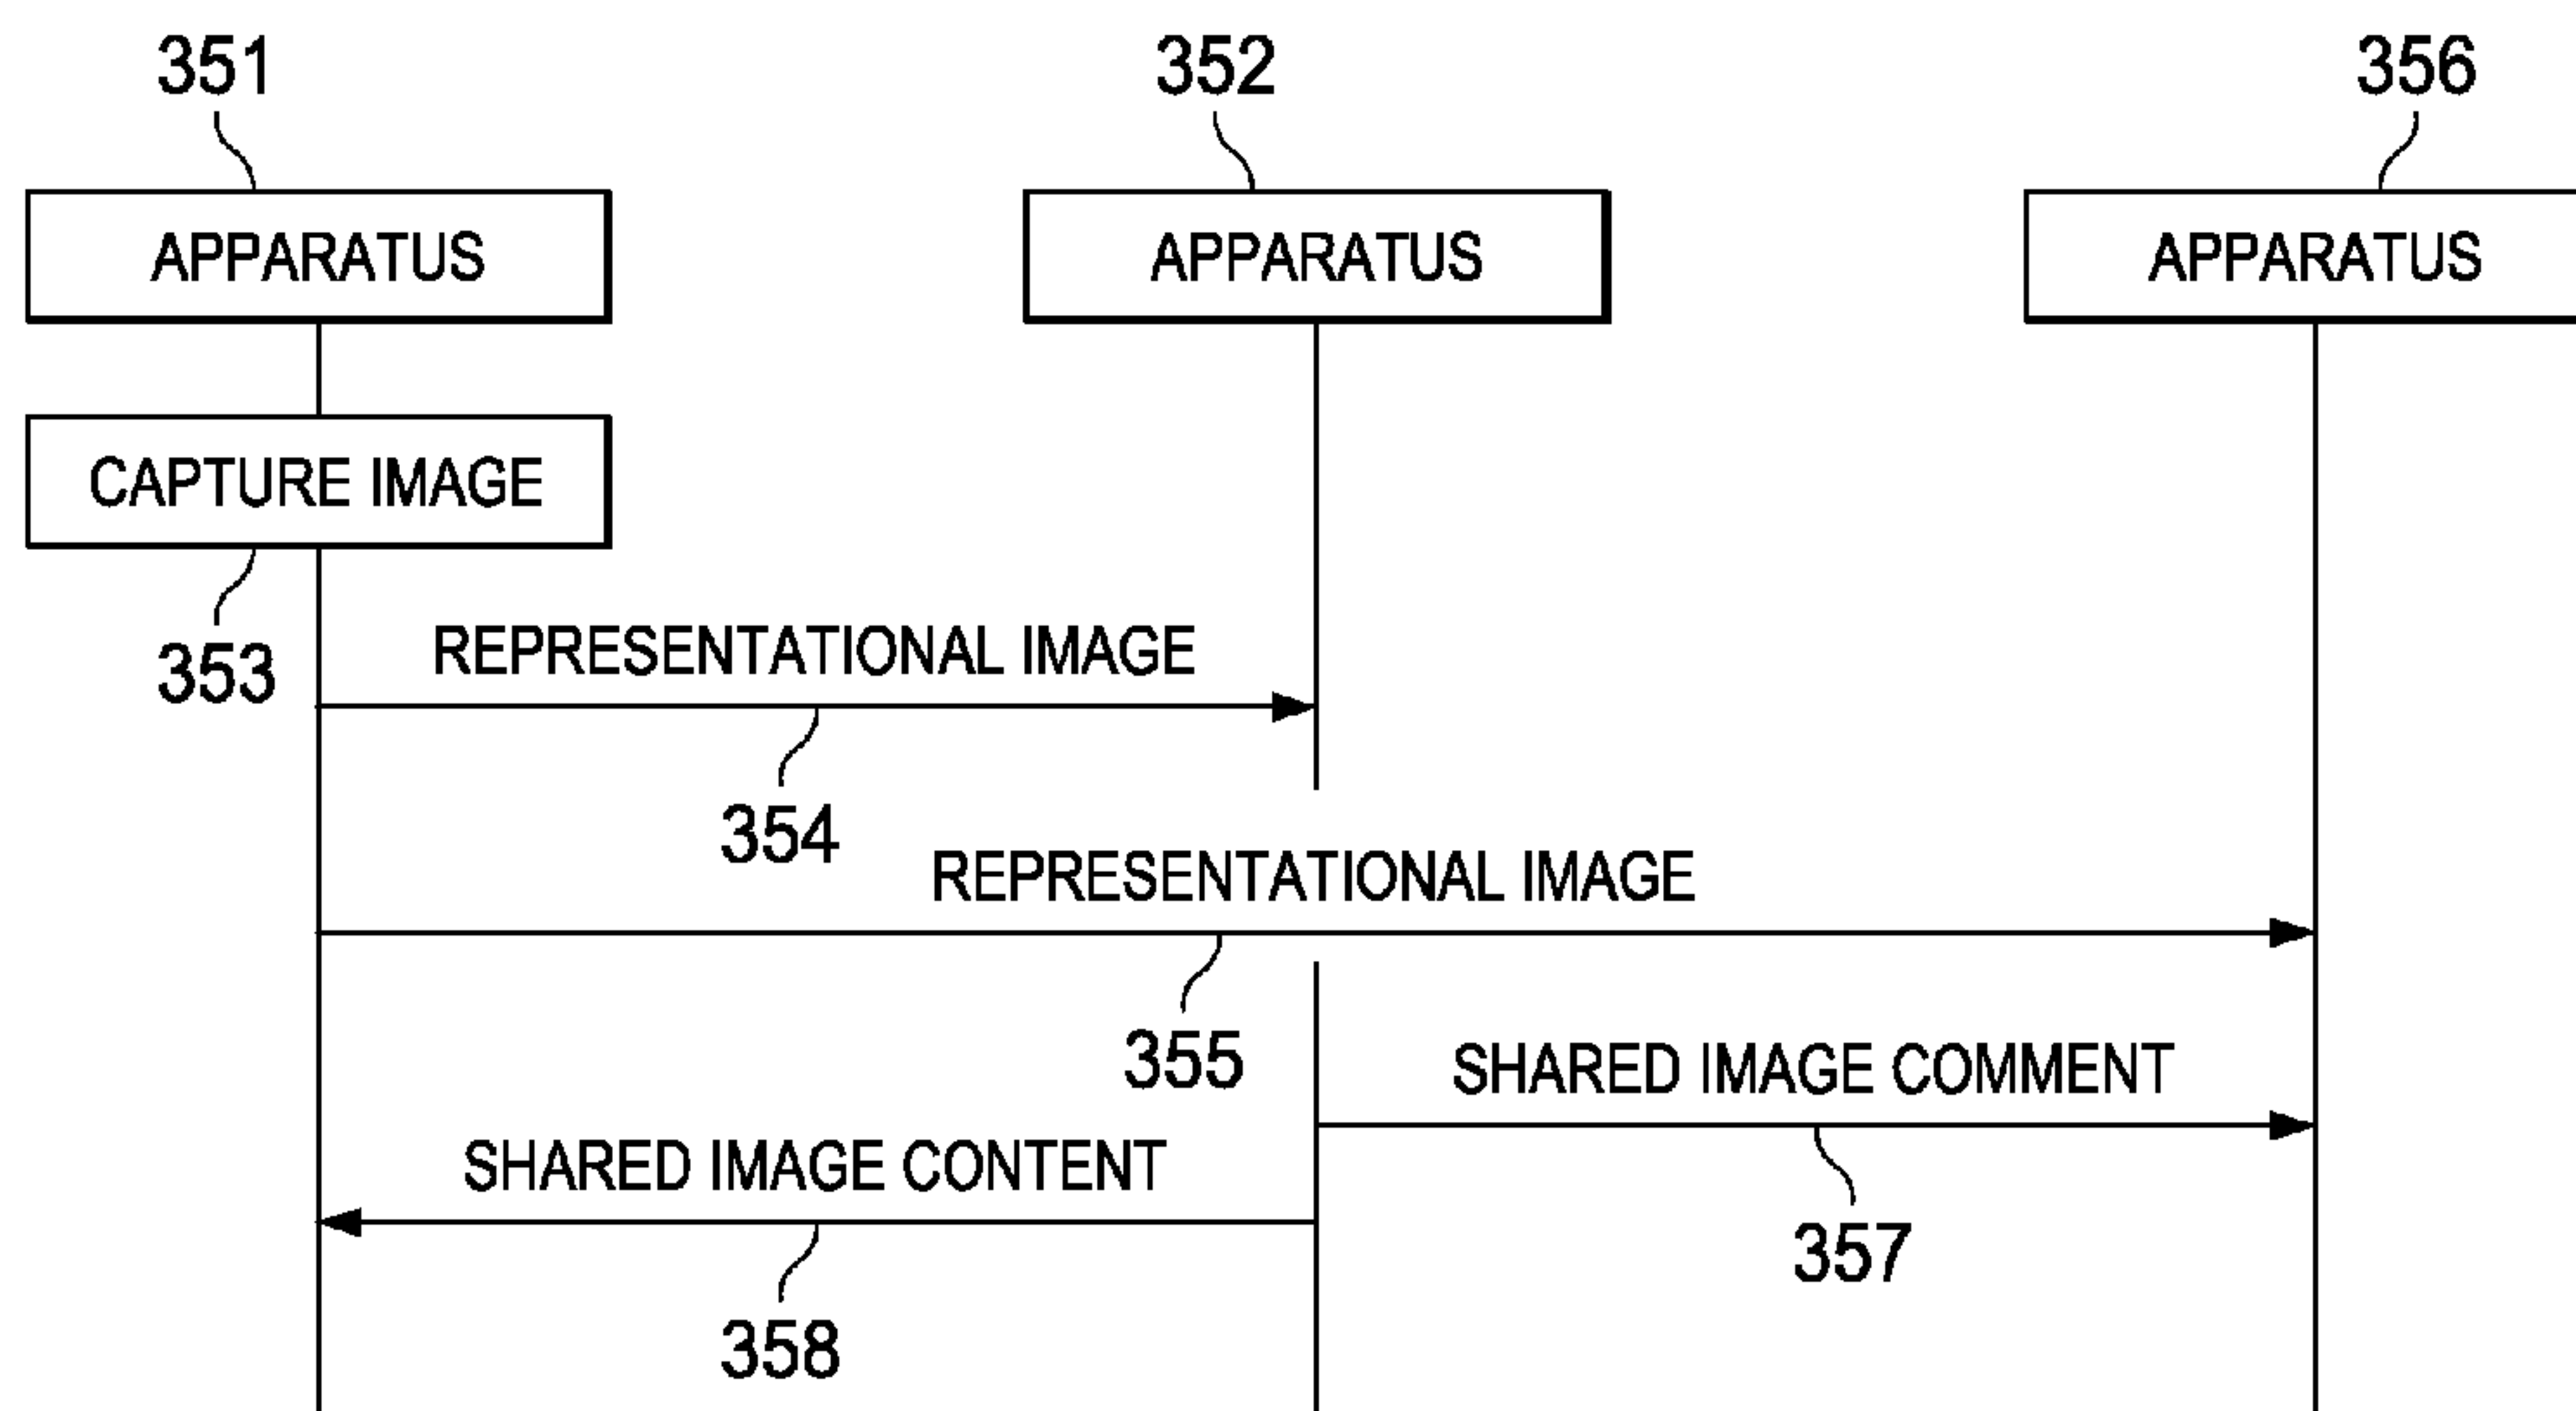 351
352
356
APPARATUS
APPARATUS
APPARATUS
CAPTURE IMAGE
353
REPRESENTATIONAL IMAGE
354
REPRESENTATIONAL IMAGE
355
SHARED IMAGE COMMENT
357
SHARED IMAGE CONTENT
358